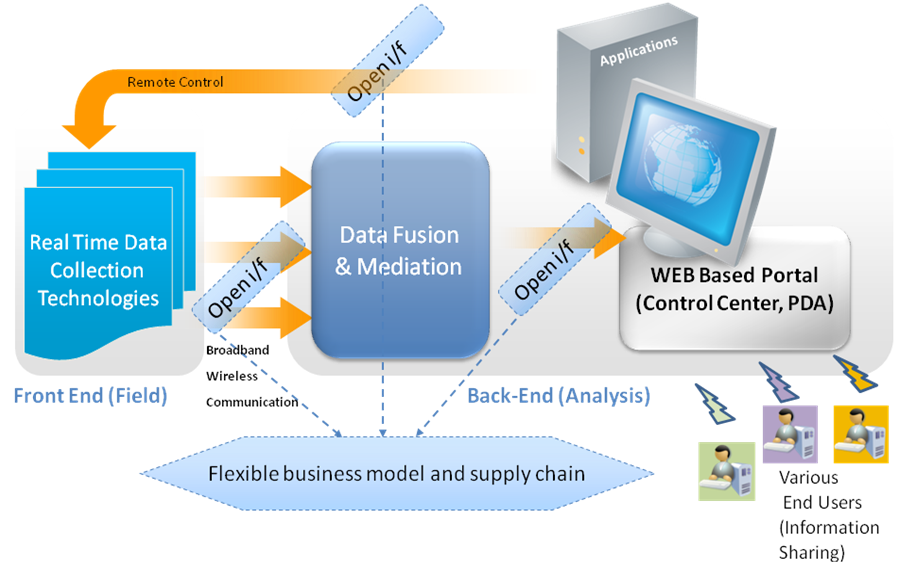 Open i/f
Applications
Remote Control
Real Time Data
Collection
Technologies
Data Fusion
& Mediation
Open i/f
Open i/f
WEB Based Portal
(Control Center, PDA)
Broadband
Wireless
Communication
Front End (Field)
Back-End (Analysis)
Flexible business model and supply chain
Various
End Users
(Information
Sharing)